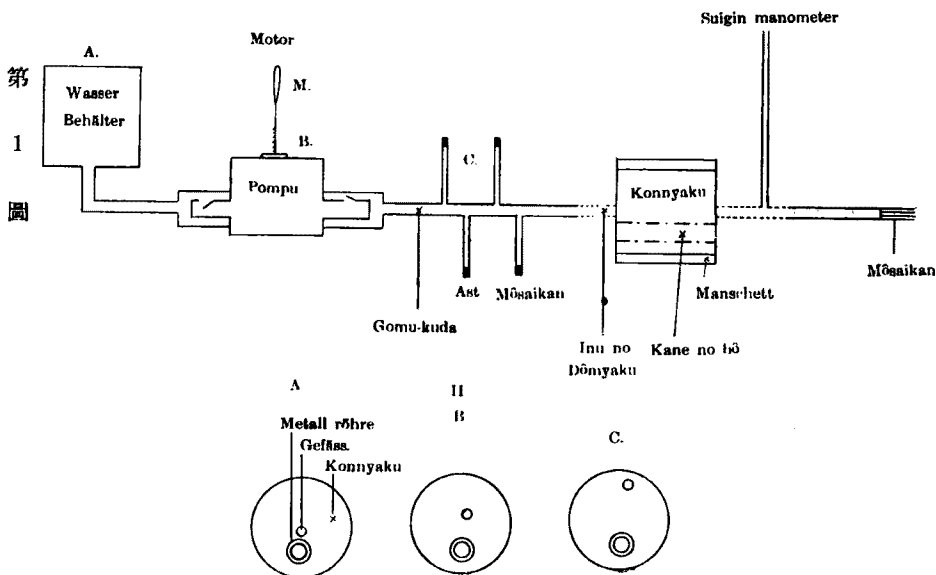 第1圖
A.
Wasser
Behälter
Motor
M.
B.
Pompu
C.
Suigin manometer
Konnyaku
Ast
Môsaikan
Manschett
Môsaikan
Gomu-kuda
Inu no
Dômyaku
Kane no bô
A
II
B
C.
Metall röhre
Gefäss.
Konnyaku